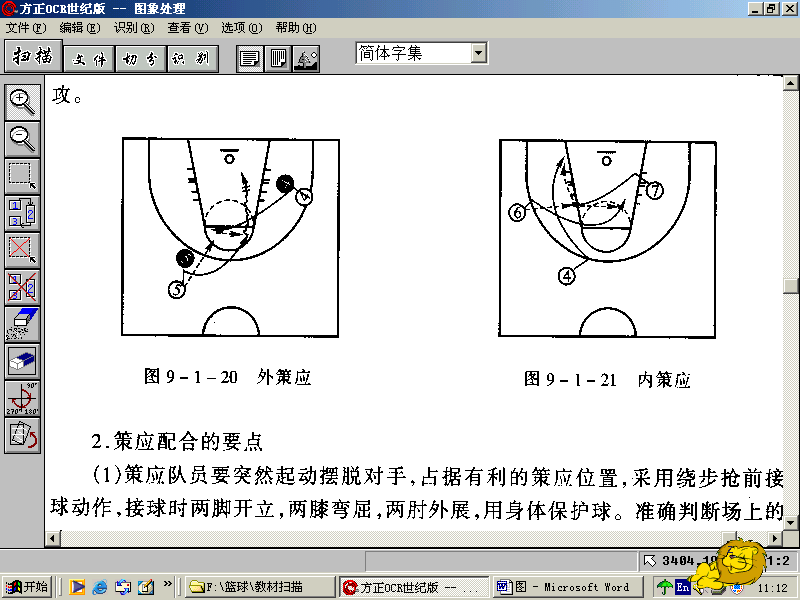 方正OCR世纪版 -- 图象处理
文件(F) 编辑(E) 识别(R) 查看(V) 选项(O) 帮助(H)
扫描 文件 切分 识别 简体字集
攻。
④
⑤
⑥
⑦
④
图9-1-20 外策应
图9-1-21 内策应
2.策应配合的要点
(1)策应队员要突然起动摆脱对手,占据有利的策应位置,采用绕步抢前接
球动作,接球时两脚开立,两膝弯屈,两肘外展,用身体保护球。准确判断场上的
90°
270° 180°
1:2
开始 F:\篮球\教材扫描 方正OCR世纪版 -- ... 图 - Microsoft Word En 11:12